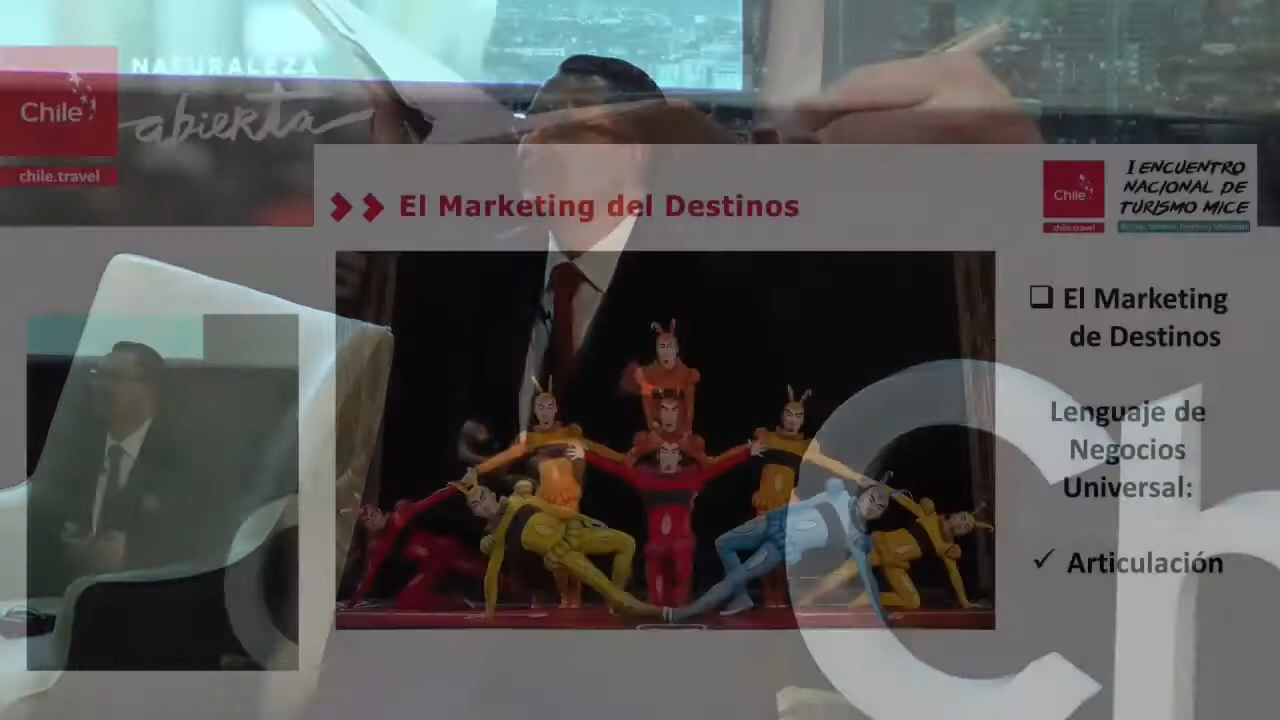 NATURALEZA
abierta
Chile
chile.travel
El Marketing del Destinos
Chile
chile.travel
I ENCUENTRO
NACIONAL DE
TURISMO MICE
El Marketing
de Destinos
Lenguaje de
Negocios
Universal:
✓ Articulación
Ch